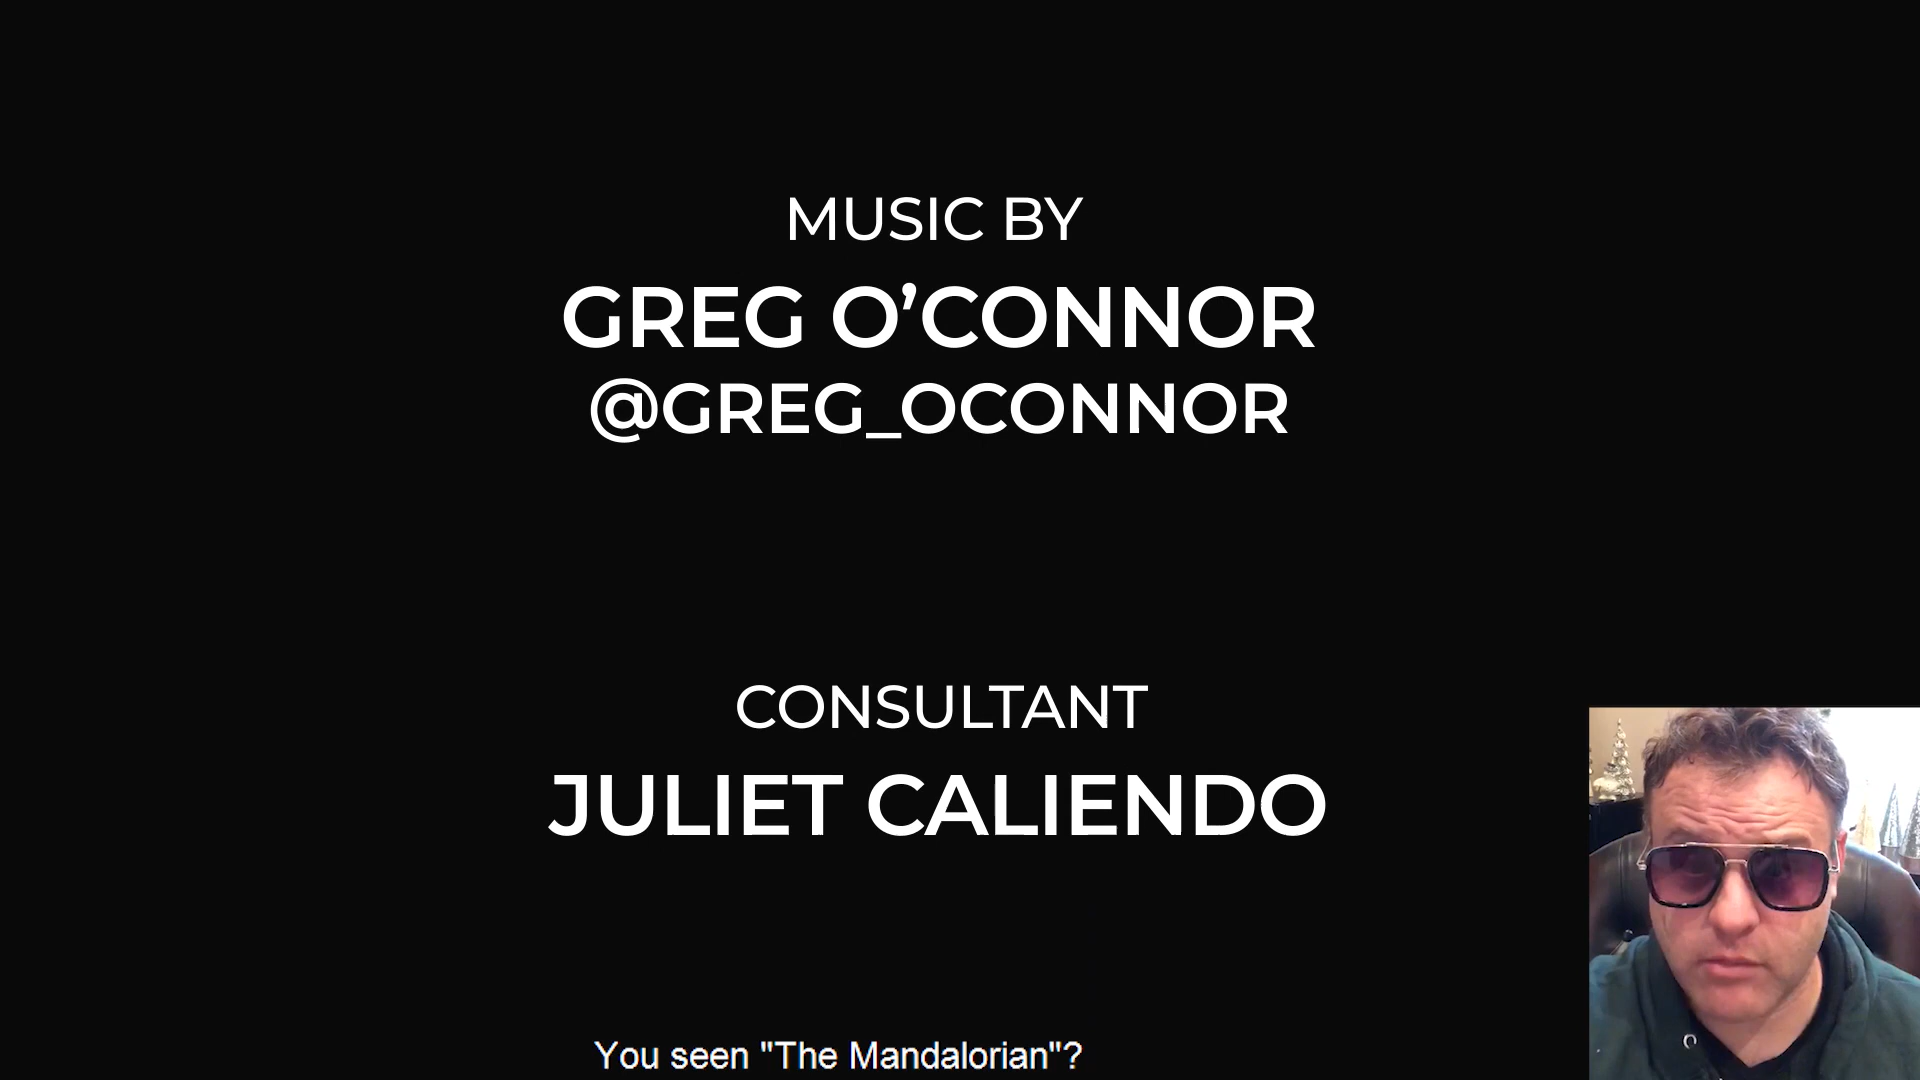 MUSIC BY
GREG O’CONNOR
@GREG_OCONNOR
CONSULTANT
JULIET CALIENDO
You seen "The Mandalorian"?